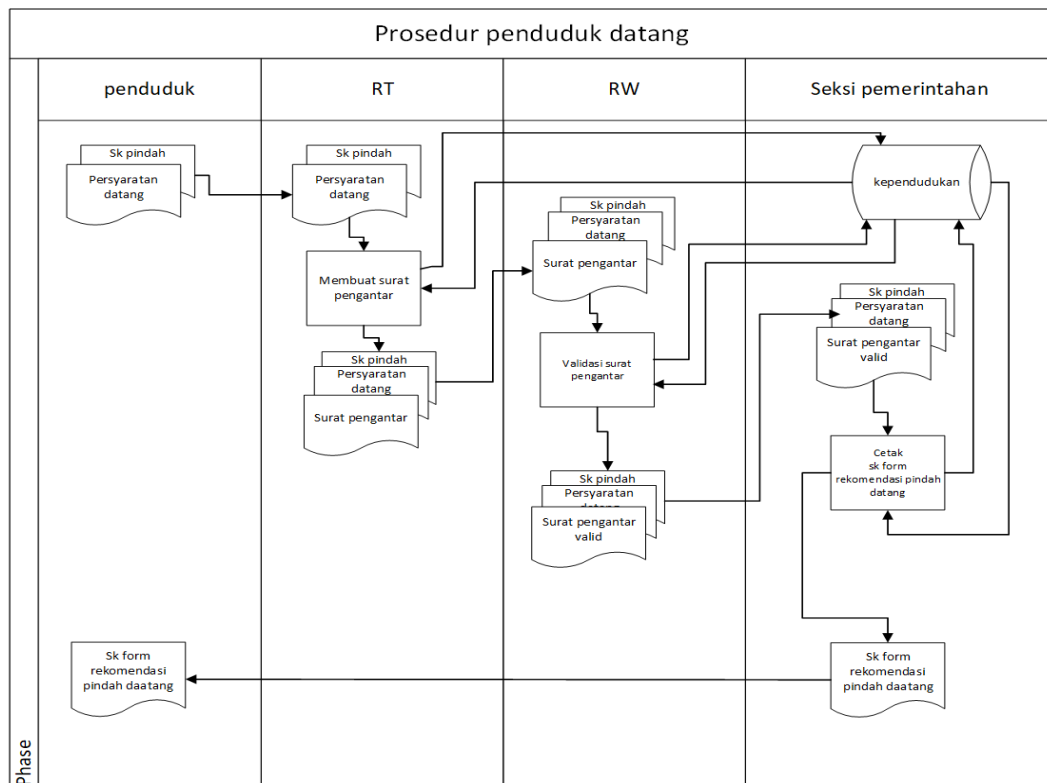 Prosedur penduduk datang
penduduk
RT
RW
Seksi pemerintahan
Sk pindah
Persyaratan
datang
Sk pindah
Persyaratan
datang
Membuat surat
pengantar
Sk pindah
Persyaratan
datang
Surat pengantar
Sk pindah
Persyaratan
datang
Surat pengantar
Validasi surat
pengantar
Sk pindah
Persyaratan
datang
Surat pengantar
valid
kependudukan
Sk pindah
Persyaratan
datang
Surat pengantar
valid
Cetak
sk form
rekomendasi pindah
datang
Sk form
rekomendasi
pindah daatang
Sk form
rekomendasi
pindah daatang
Phase